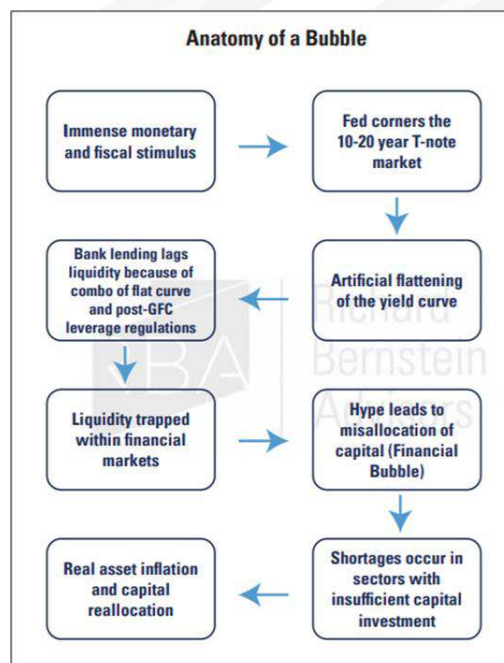 Anatomy of a Bubble
Immense monetary
and fiscal stimulus
Fed corners the
10-20 year T-note
market
Artificial flattening
of the yield curve
Bank lending lags
liquidity because of
combo of flat curve
and post-GFC
leverage regulations
Liquidity trapped
within financial
markets
Hype leads to
misallocation of
capital (Financial
Bubble)
Shortages occur in
sectors with
insufficient capital
investment
Real asset inflation
and capital
reallocation
RBA
Richard
Bernstein
Advisors